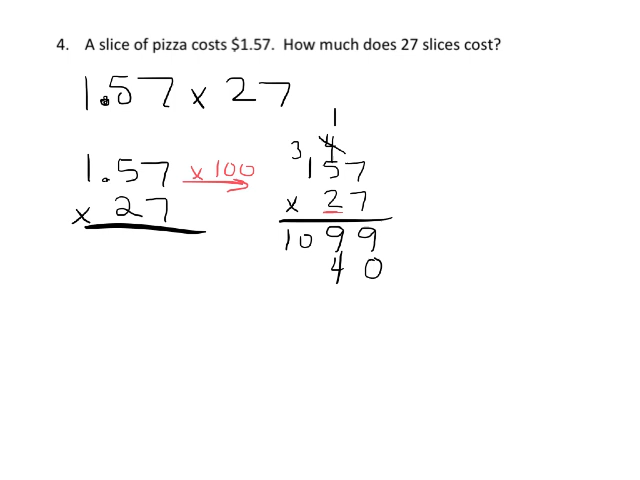 4. A slice of pizza costs $1.57. How much does 27 slices cost?
1.57 x 27
1
3 4
1.57 x 100 157
x 27 x 27
1099
40